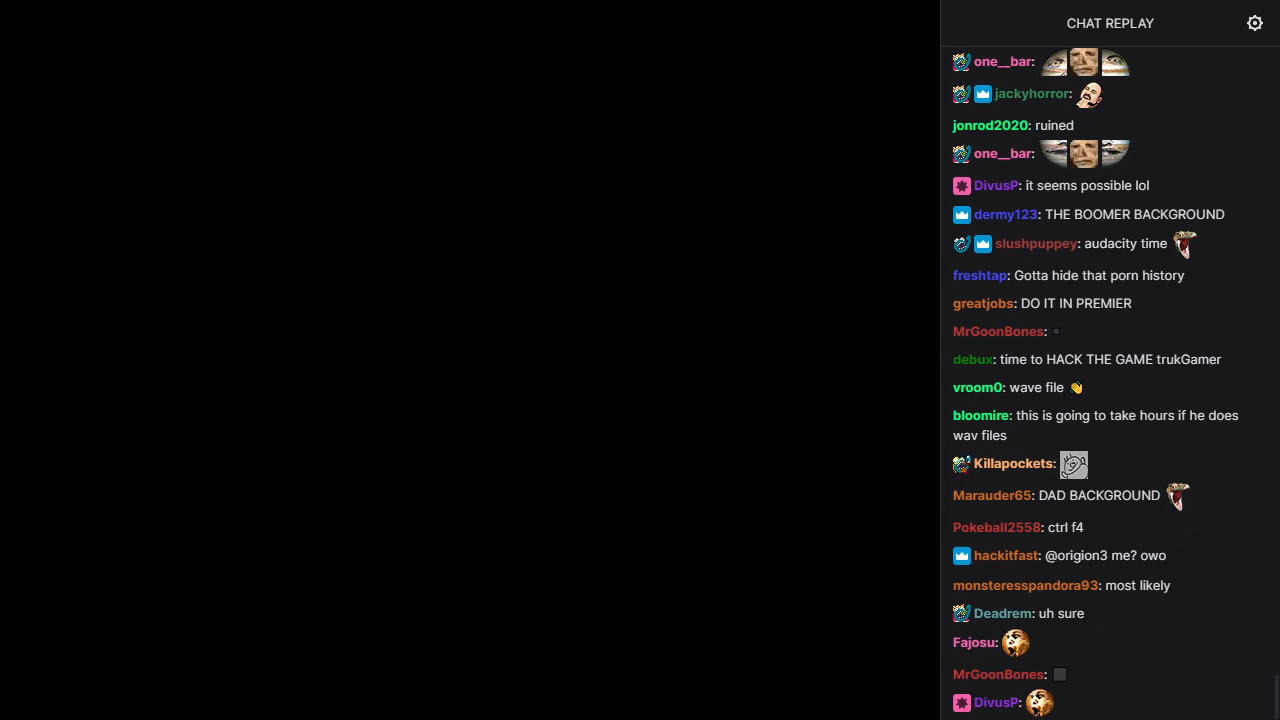 CHAT REPLAY
one__bar:
jackyhorror:
jonrod2020: ruined
one__bar:
DivusP: it seems possible lol
dermy123: THE BOOMER BACKGROUND
slushpuppey: audacity time
freshtap: Gotta hide that porn history
greatjobs: DO IT IN PREMIER
MrGoonBones:
debux: time to HACK THE GAME trukGamer
vroom0: wave file 👋
bloomire: this is going to take hours if he does
wav files
Killapockets:
Marauder65: DAD BACKGROUND
Pokeball2558: ctrl f4
hackitfast: @origion3 me? owo
monsteresspandora93: most likely
Deadrem: uh sure
Fajosu:
MrGoonBones:
DivusP: